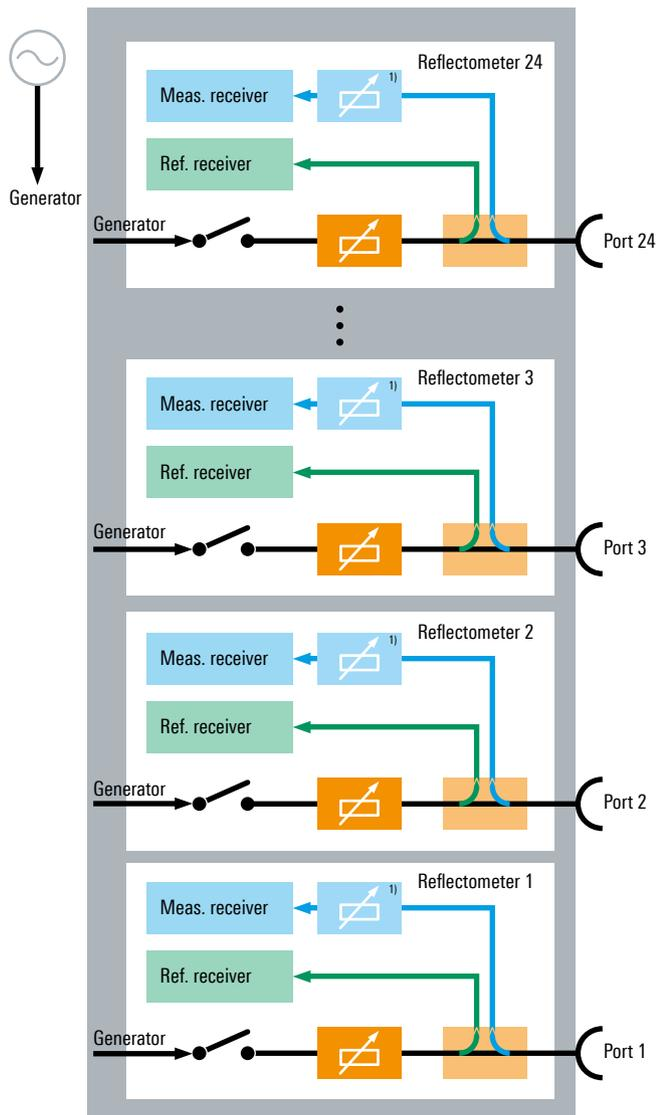 Generator
Reflectometer 24
Meas. receiver
1)
Ref. receiver
Generator
Port 24
Reflectometer 3
Meas. receiver
1)
Ref. receiver
Generator
Port 3
Reflectometer 2
Meas. receiver
1)
Ref. receiver
Generator
Port 2
Reflectometer 1
Meas. receiver
1)
Ref. receiver
Generator
Port 1